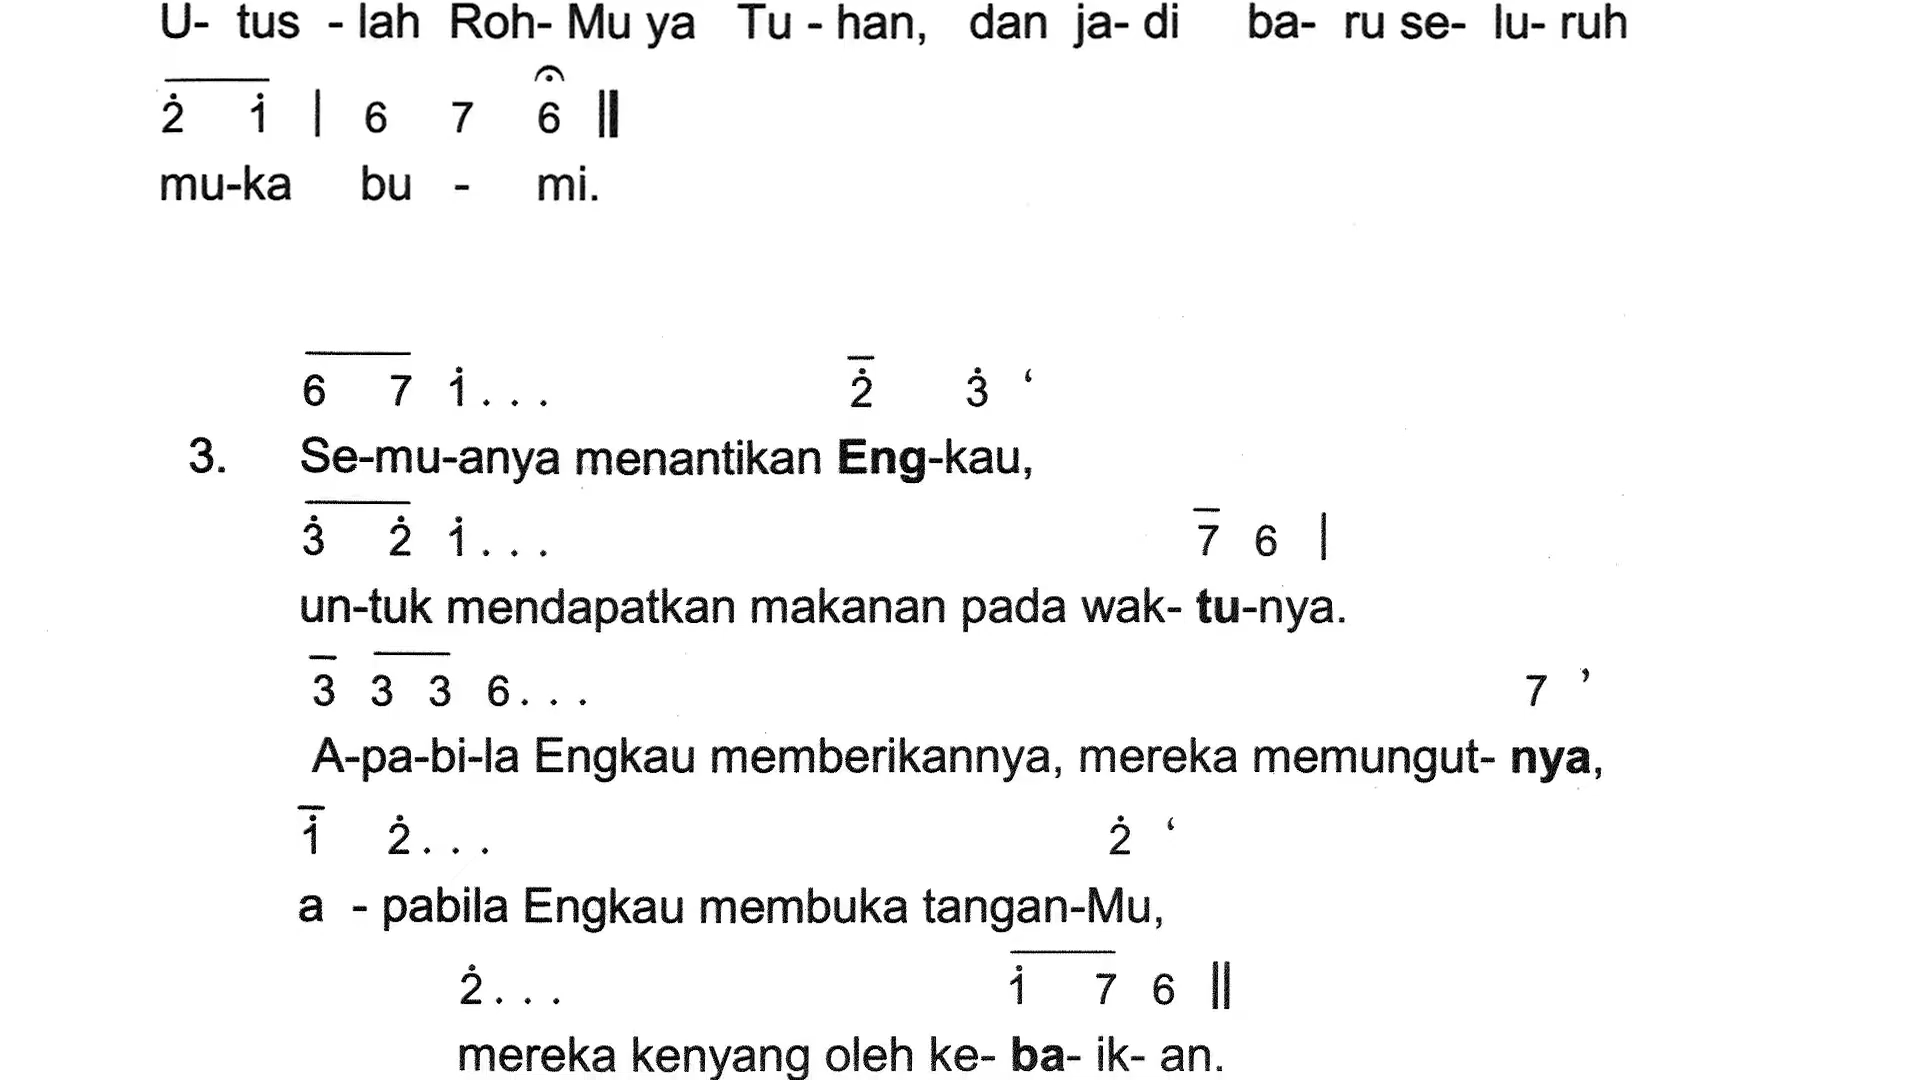 U- tus - lah Roh- Mu ya Tu - han, dan ja- di ba- ru se- lu- ruh
2̇ 1̇ | 6 7 6 ||
mu-ka bu - mi.
6 7 1̇ . . . 2̇ 3̇ ‘
3. Se-mu-anya menantikan Eng-kau,
3̇ 2̇ 1̇ . . . 7 6 |
un-tuk mendapatkan makanan pada wak- tu-nya.
3 3 3 6 . . . 7 ’
A-pa-bi-la Engkau memberikannya, mereka memungut- nya,
1̇ 2̇ . . . 2̇ ‘
a - pabila Engkau membuka tangan-Mu,
2̇ . . . 1̇ 7 6 ||
mereka kenyang oleh ke- ba- ik- an.